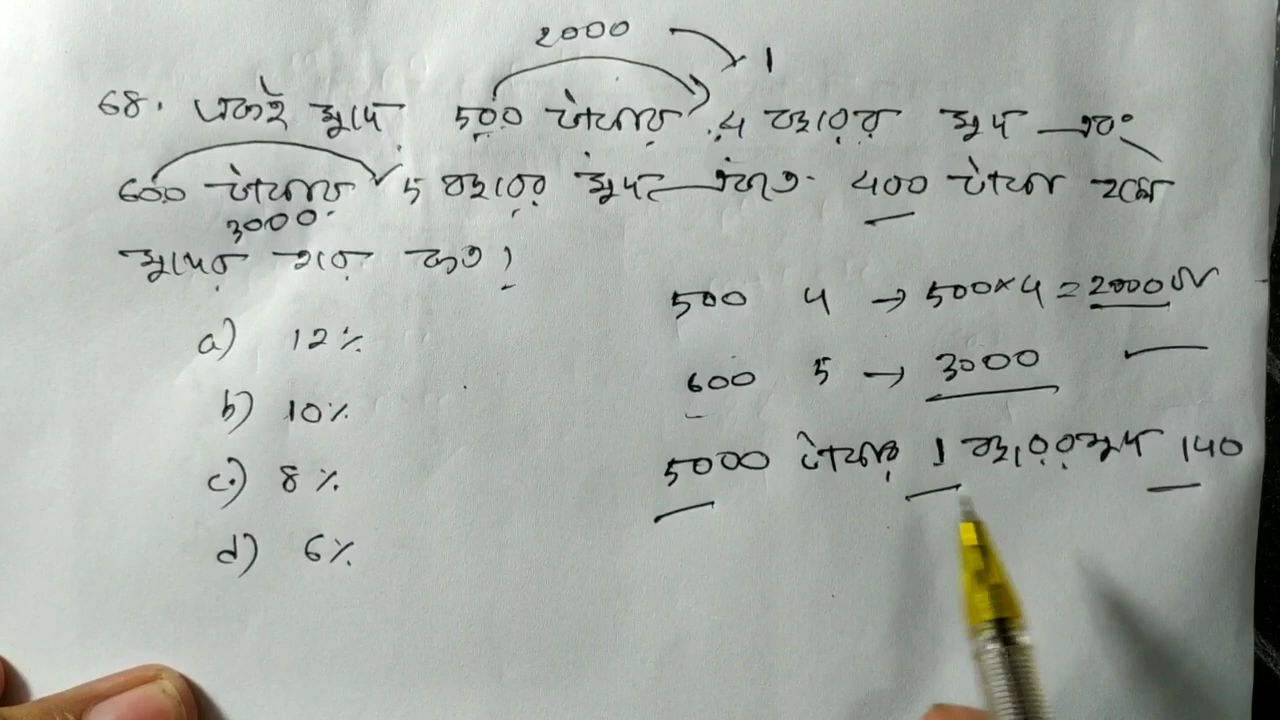 2000 → 1
68. একই সুদে 500 টাকার 4 বছরের সুদ এবং
600 টাকার 5 বছরের সুদ একত্রে 400 টাকা হলে
3000
সুদের হার কত?
500 4 → 500×4 = 2000
a) 12%
600 5 → 3000
b) 10%
5000 টাকার 1 বছরের সুদ 140
c) 8%
d) 6%